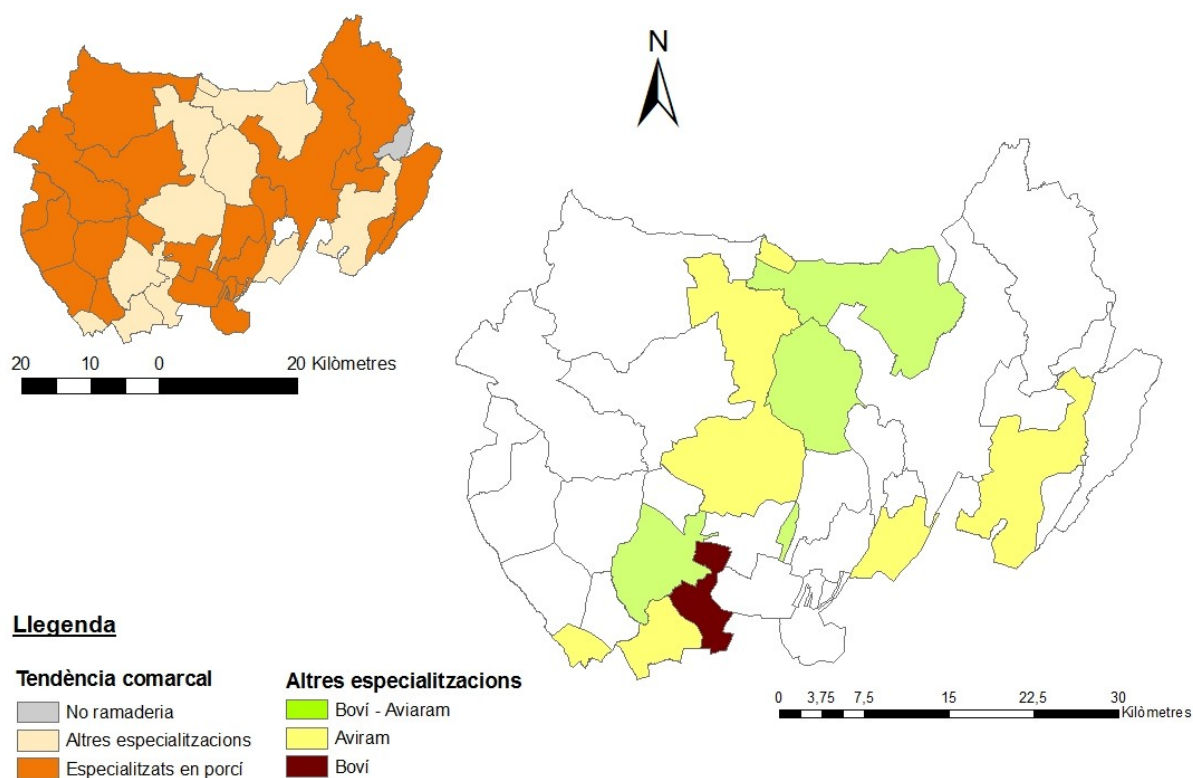 N
20 10 0 20 Kilòmetres
Llegenda
Tendència comarcal
No ramaderia
Altres especialitzacions
Especialitzats en porcí
Altres especialitzacions
Boví - Aviaram
Aviram
Boví
0 3,75 7,5 15 22,5 30
Kilòmetres